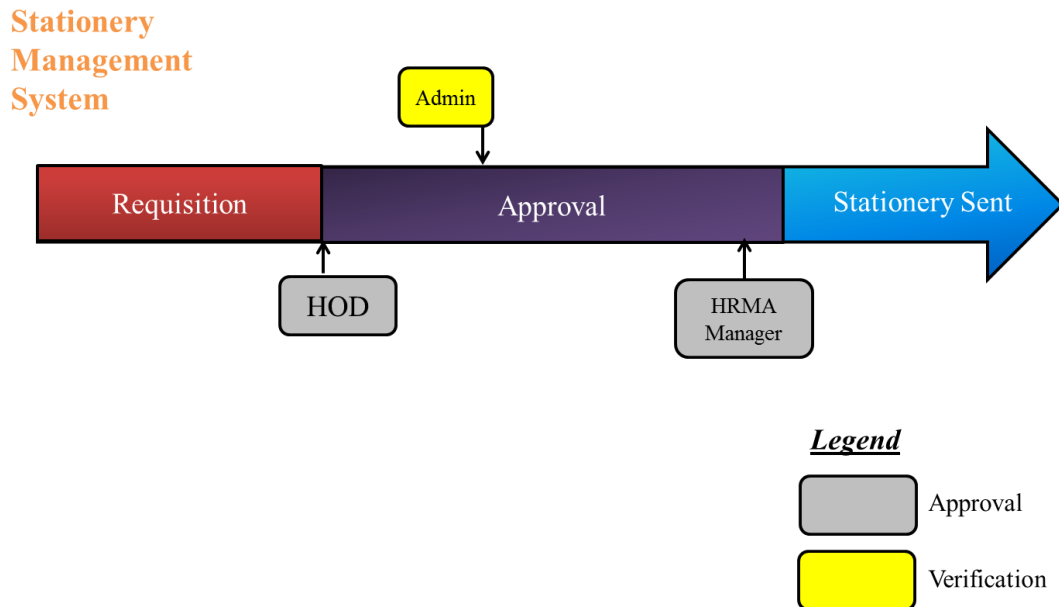 Stationery
Management
System
Admin
Requisition
Approval
Stationery Sent
HOD
HRMA
Manager
Legend
Approval
Verification